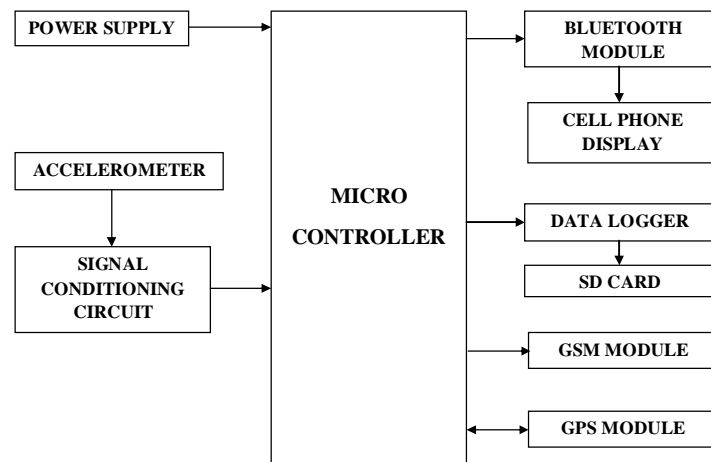 POWER SUPPLY
ACCELEROMETER
SIGNAL
CONDITIONING
CIRCUIT
MICRO
CONTROLLER
BLUETOOTH
MODULE
CELL PHONE
DISPLAY
DATA LOGGER
SD CARD
GSM MODULE
GPS MODULE